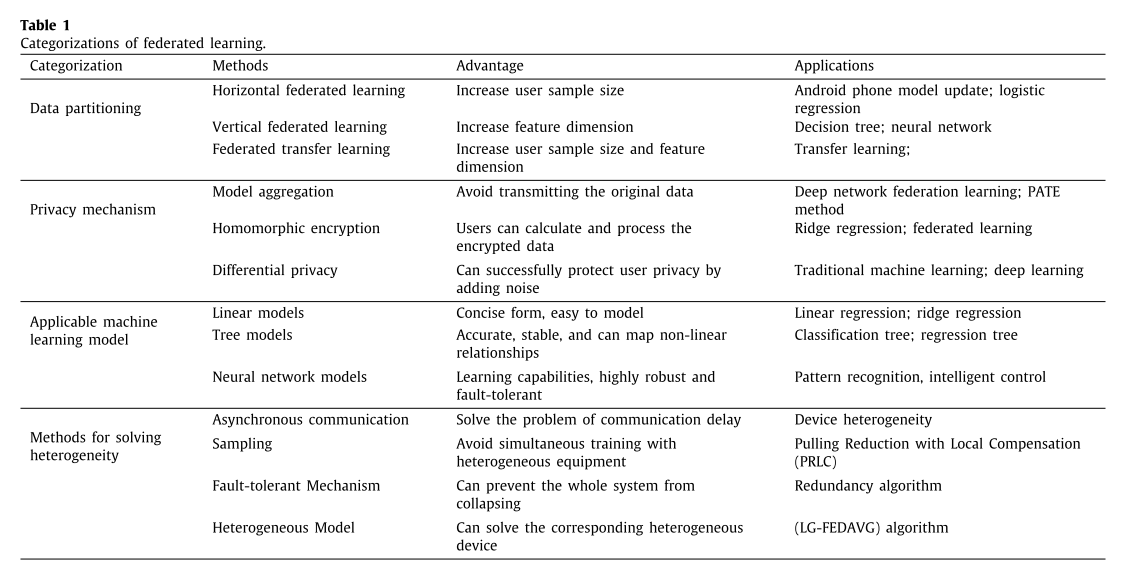 Table 1
Categorizations of federated learning.
Categorization Methods Advantage Applications
Data partitioning
Horizontal federated learning Increase user sample size Android phone model update; logistic
regression
Vertical federated learning Increase feature dimension Decision tree; neural network
Federated transfer learning Increase user sample size and feature Transfer learning;
dimension
Privacy mechanism
Model aggregation Avoid transmitting the original data Deep network federation learning; PATE
method
Homomorphic encryption Users can calculate and process the Ridge regression; federated learning
encrypted data
Differential privacy Can successfully protect user privacy by Traditional machine learning; deep learning
adding noise
Applicable machine
learning model
Linear models Concise form, easy to model Linear regression; ridge regression
Tree models Accurate, stable, and can map non-linear Classification tree; regression tree
relationships
Neural network models Learning capabilities, highly robust and Pattern recognition, intelligent control
fault-tolerant
Methods for solving
heterogeneity
Asynchronous communication Solve the problem of communication delay Device heterogeneity
Sampling Avoid simultaneous training with Pulling Reduction with Local Compensation
heterogeneous equipment (PRLC)
Fault-tolerant Mechanism Can prevent the whole system from Redundancy algorithm
collapsing
Heterogeneous Model Can solve the corresponding heterogeneous (LG-FEDAVG) algorithm
device